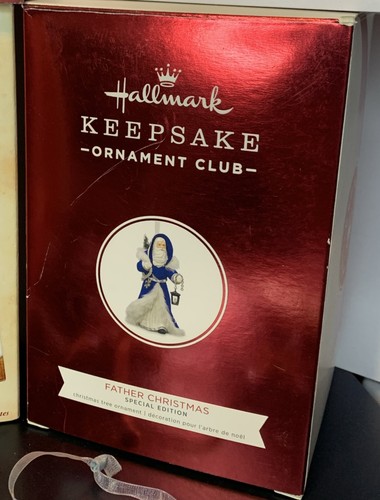 Hallmark
KEEPSAKE
-ORNAMENT CLUB-
FATHER CHRISTMAS
SPECIAL EDITION
christmas tree ornament | décoration pour l'arbre de noël